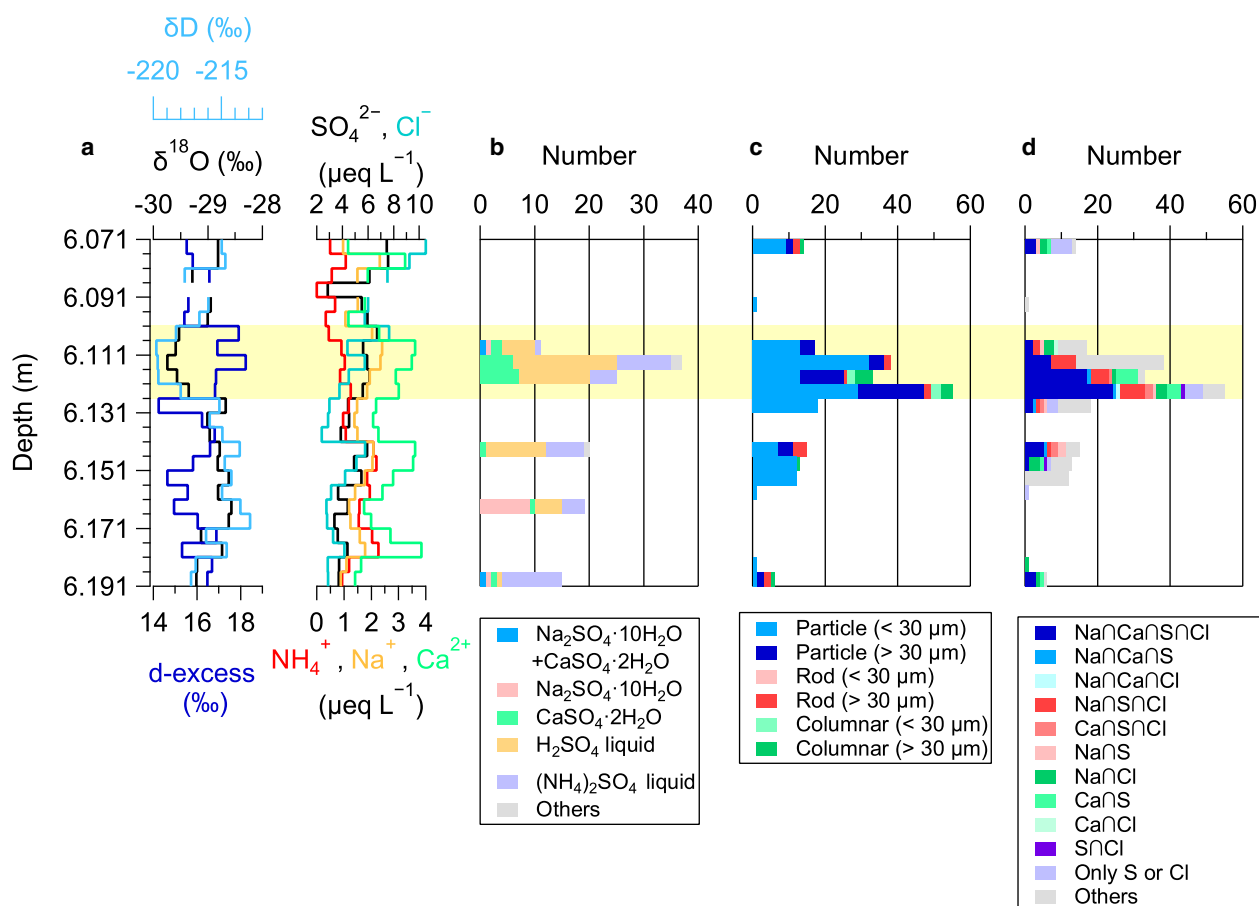 δD (‰)
-220 -215
a
δ¹⁸O (‰)
-30 -29 -28
SO₄²⁻, Cl⁻
(μeq L⁻¹)
2 4 6 8 10
b Number
0 10 20 30 40
c Number
0 20 40 60
d Number
0 20 40 60
Depth (m)
6.071
6.091
6.111
6.131
6.151
6.171
6.191
14 16 18
d-excess
(‰)
0 1 2 3 4
NH₄⁺, Na⁺, Ca²⁺
(μeq L⁻¹)
Na₂SO₄·10H₂O
+CaSO₄·2H₂O
Na₂SO₄·10H₂O
CaSO₄·2H₂O
H₂SO₄ liquid
(NH₄)₂SO₄ liquid
Others
Particle (< 30 μm)
Particle (> 30 μm)
Rod (< 30 μm)
Rod (> 30 μm)
Columnar (< 30 μm)
Columnar (> 30 μm)
Na∩Ca∩S∩Cl
Na∩Ca∩S
Na∩Ca∩Cl
Na∩S∩Cl
Ca∩S∩Cl
Na∩S
Na∩Cl
Ca∩S
Ca∩Cl
S∩Cl
Only S or Cl
Others